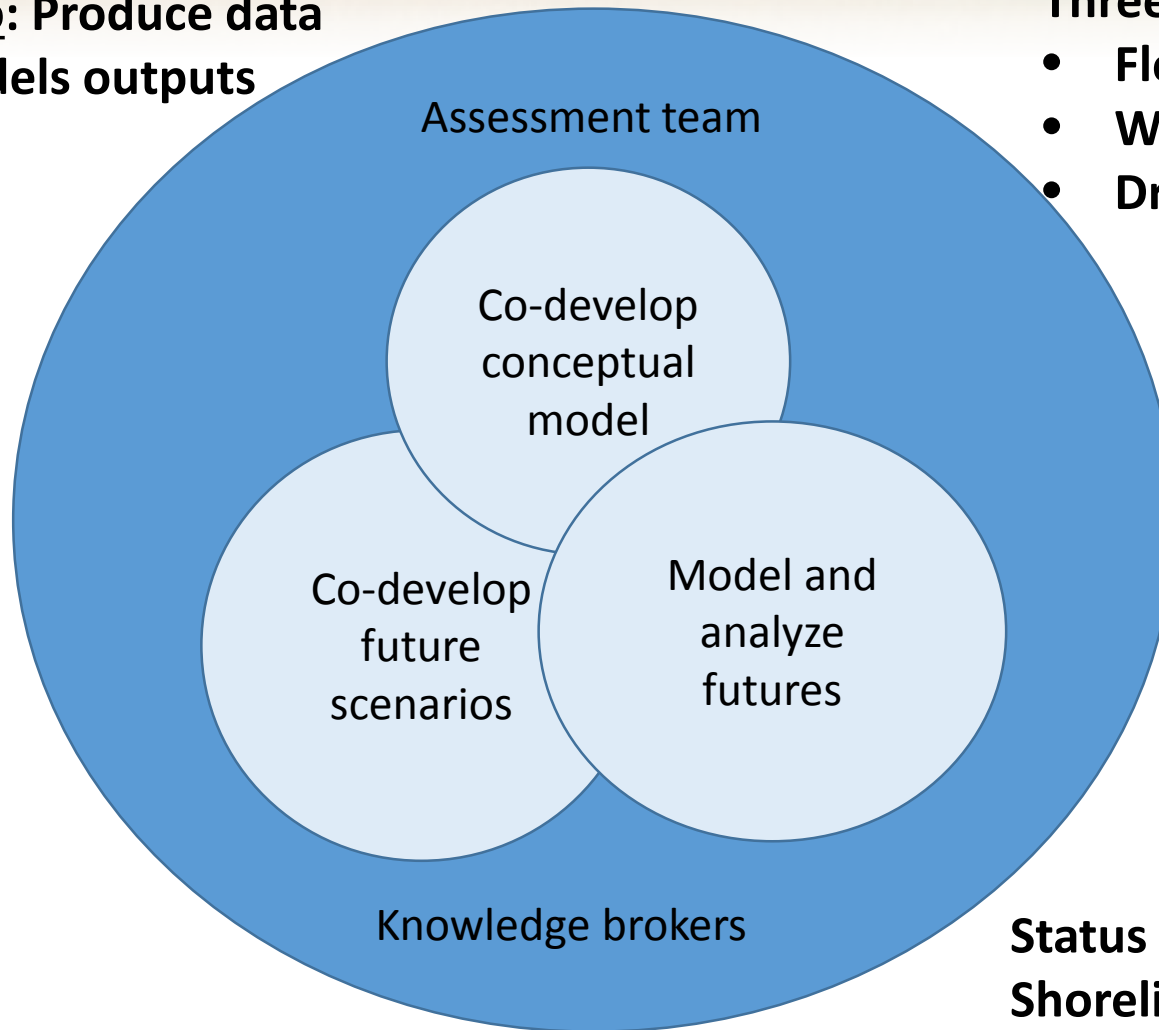 : Produce data
outputs
Assessment team
Co-develop
conceptual
model
Co-develop
future
scenarios
Model and
analyze
futures
Knowledge brokers
Three
•
•
•
Status